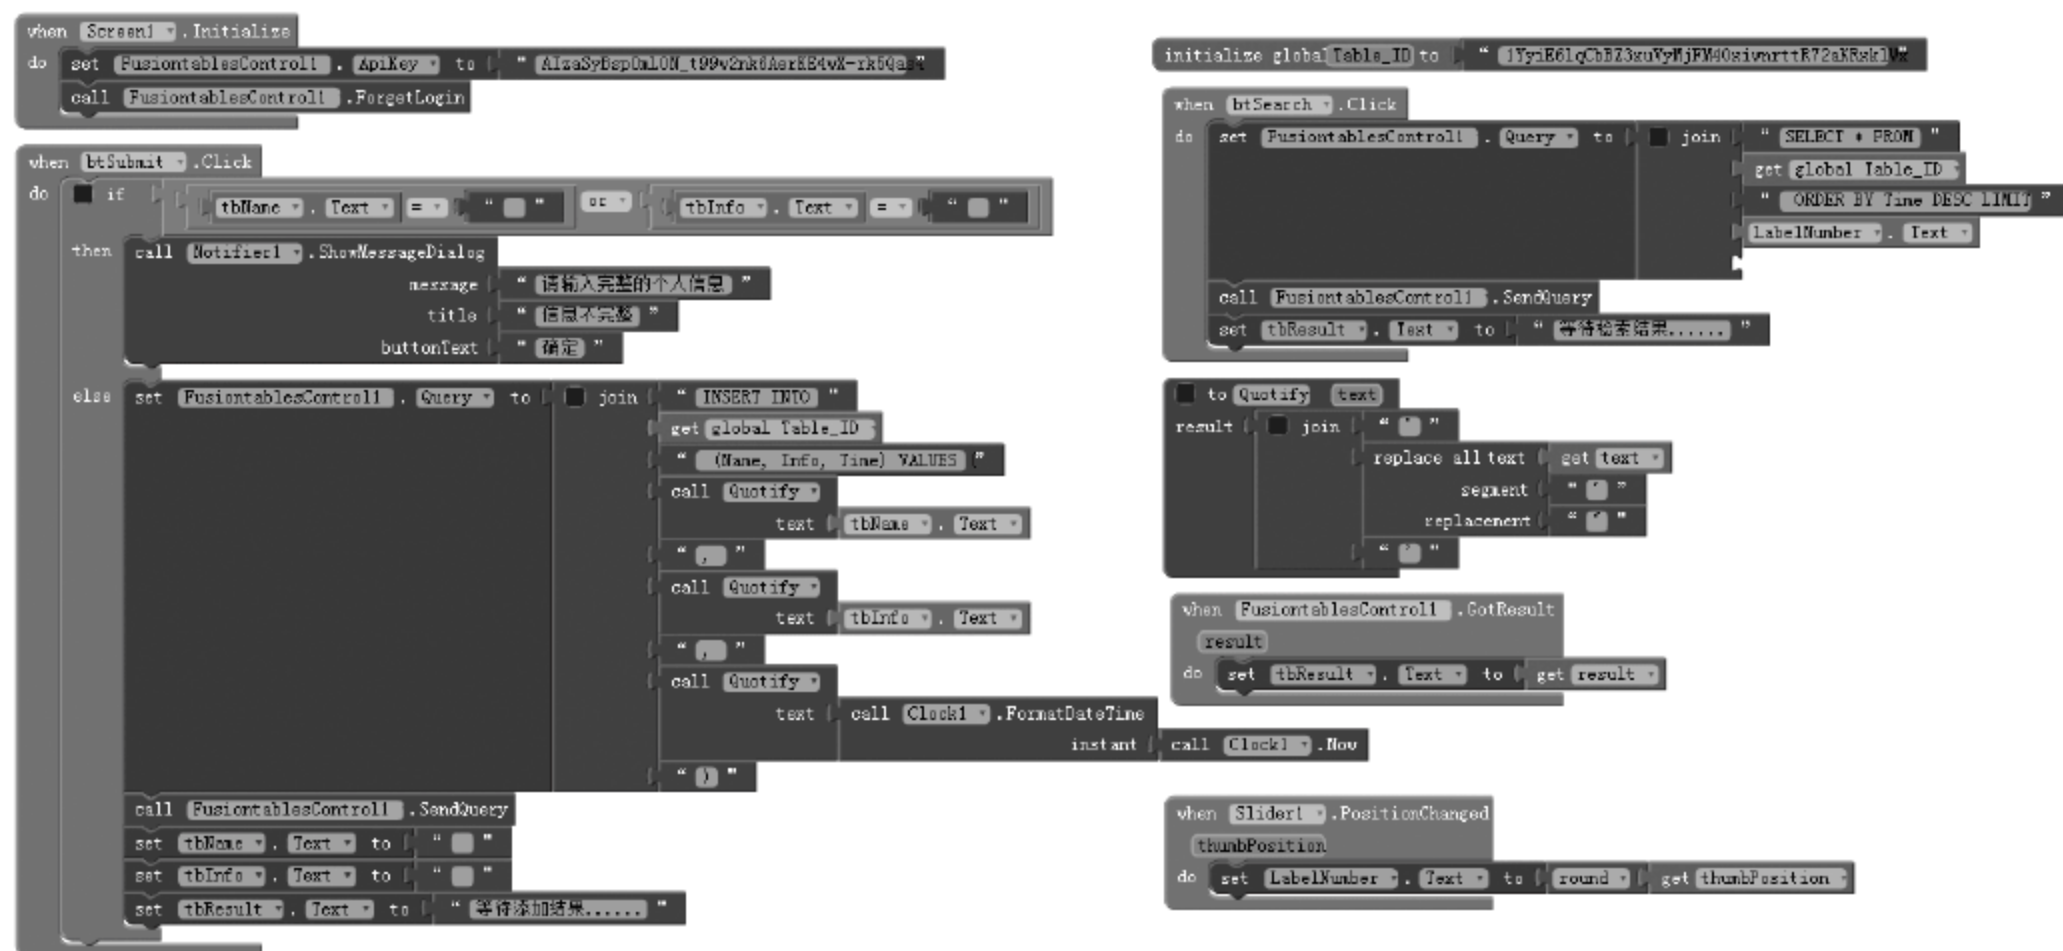 when Screen1 .Initialize
do set FusiontablesControl1 . ApiKey to "
call FusiontablesControl1 .ForgetLogin
when btSubmit .Click
do if tbName . Text = " " or tbInfo . Text = " "
then call Notifier1 .ShowMessageDialog
message " 请输入完整的个人信息 "
title " 信息不完整 "
buttonText " 确定 "
else set FusiontablesControl1 . Query to join " INSERT INTO "
get global Table_ID
" (Name, Info, Time) VALUES ( "
call Quotify
text tbName . Text
" , "
call Quotify
text tbInfo . Text
" , "
call Quotify
text call Clock1 .FormatDateTime
instant call Clock1 .Now
" ) "
call FusiontablesControl1 .SendQuery
set tbName . Text to " "
set tbInfo . Text to " "
set tbResult . Text to " 等待添加结果...... "
initialize global Table_ID to "
when btSearch .Click
do set FusiontablesControl1 . Query to join " SELECT * FROM "
get global Table_ID
" ORDER BY Time DESC LIMIT "
LabelNumber . Text
call FusiontablesControl1 .SendQuery
set tbResult . Text to " 等待检索结果...... "
to Quotify text
result join " ' "
replace all text get text
segment " ' "
replacement " "
" ' "
when FusiontablesControl1 .GotResult
result
do set tbResult . Text to get result
when Slider1 .PositionChanged
thumbPosition
do set LabelNumber . Text to round get thumbPosition